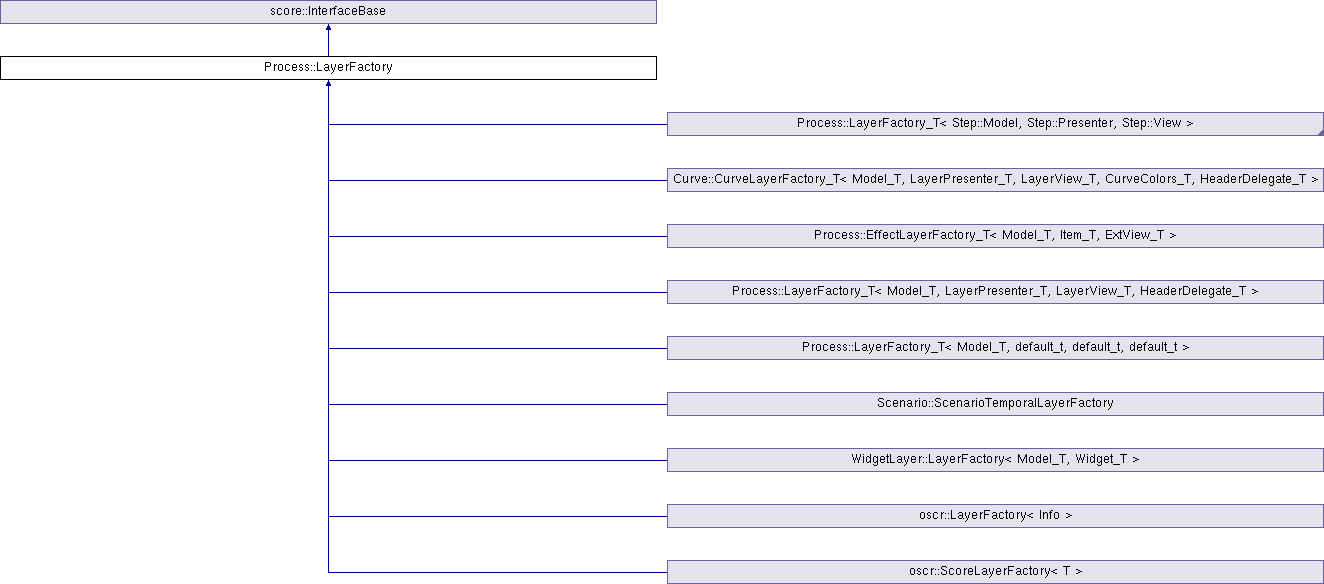 score::InterfaceBase
Process::LayerFactory
Process::LayerFactory_T< Step::Model, Step::Presenter, Step::View >
Curve::CurveLayerFactory_T< Model_T, LayerPresenter_T, LayerView_T, CurveColors_T, HeaderDelegate_T >
Process::EffectLayerFactory_T< Model_T, Item_T, ExtView_T >
Process::LayerFactory_T< Model_T, LayerPresenter_T, LayerView_T, HeaderDelegate_T >
Process::LayerFactory_T< Model_T, default_t, default_t, default_t >
Scenario::ScenarioTemporalLayerFactory
WidgetLayer::LayerFactory< Model_T, Widget_T >
oscr::LayerFactory< Info >
oscr::ScoreLayerFactory< T >